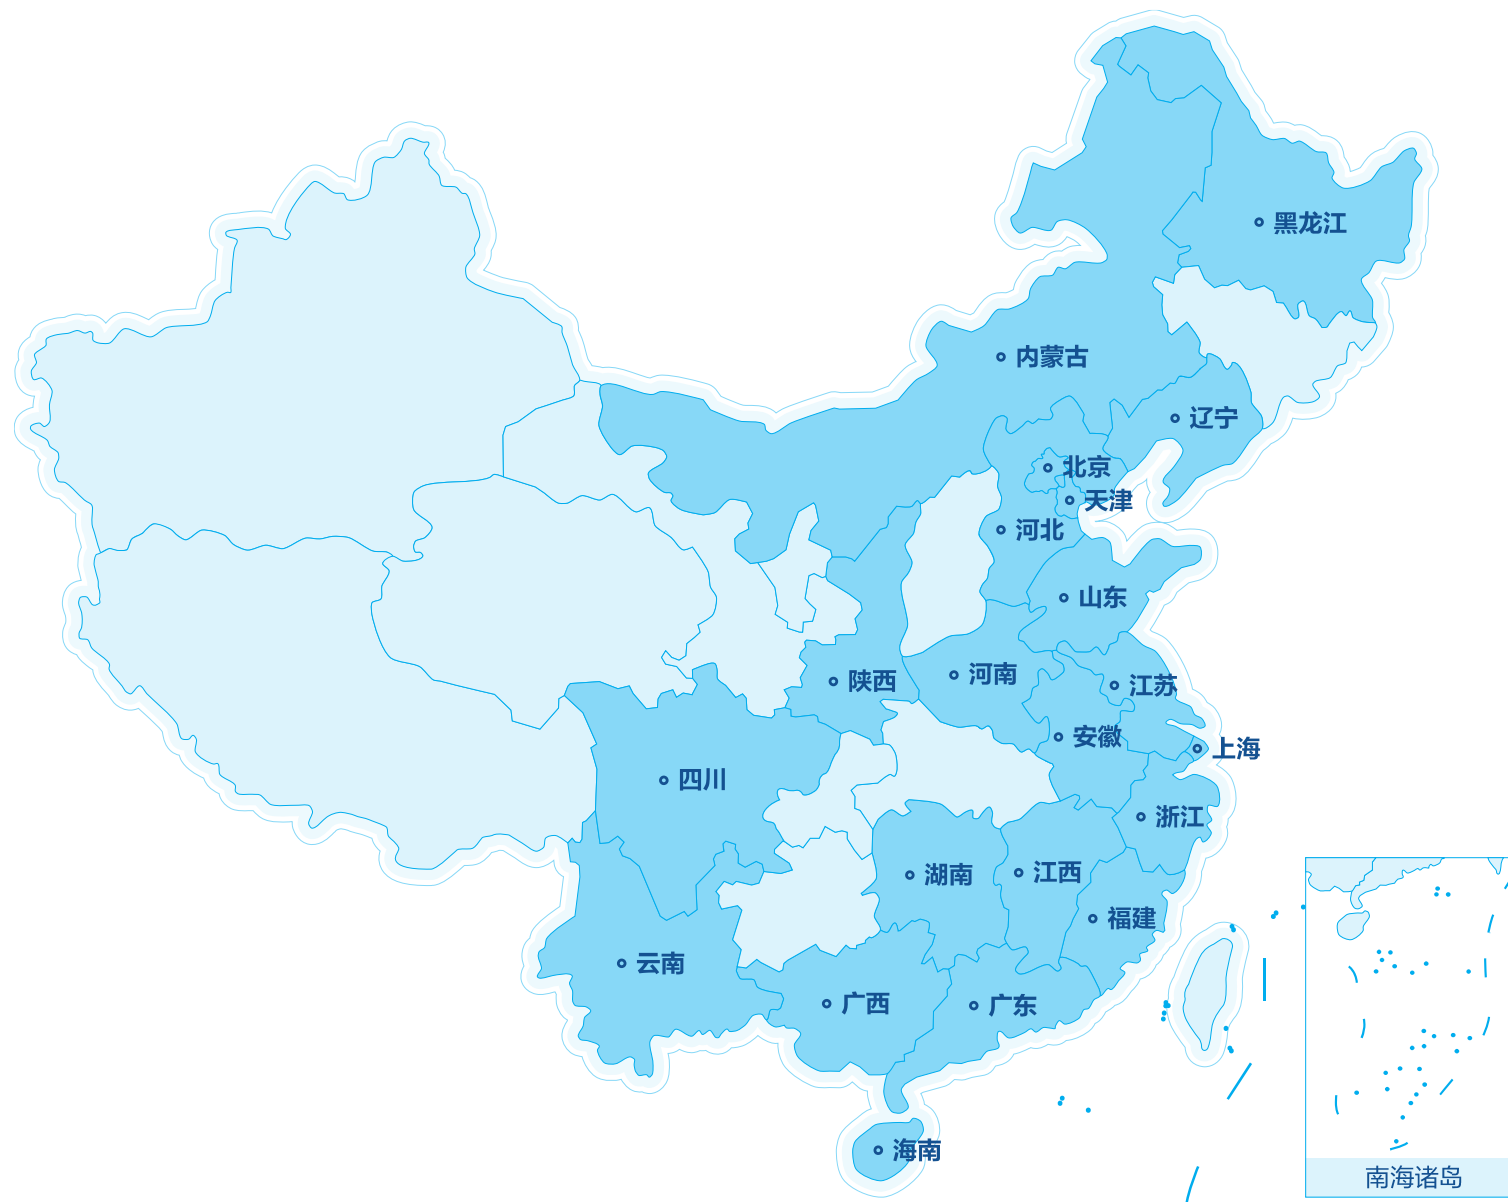 黑龙江
内蒙古
辽宁
北京
天津
河北
山东
河南
陕西
江苏
安徽
上海
四川
浙江
湖南
江西
福建
云南
广西
广东
海南
南海诸岛